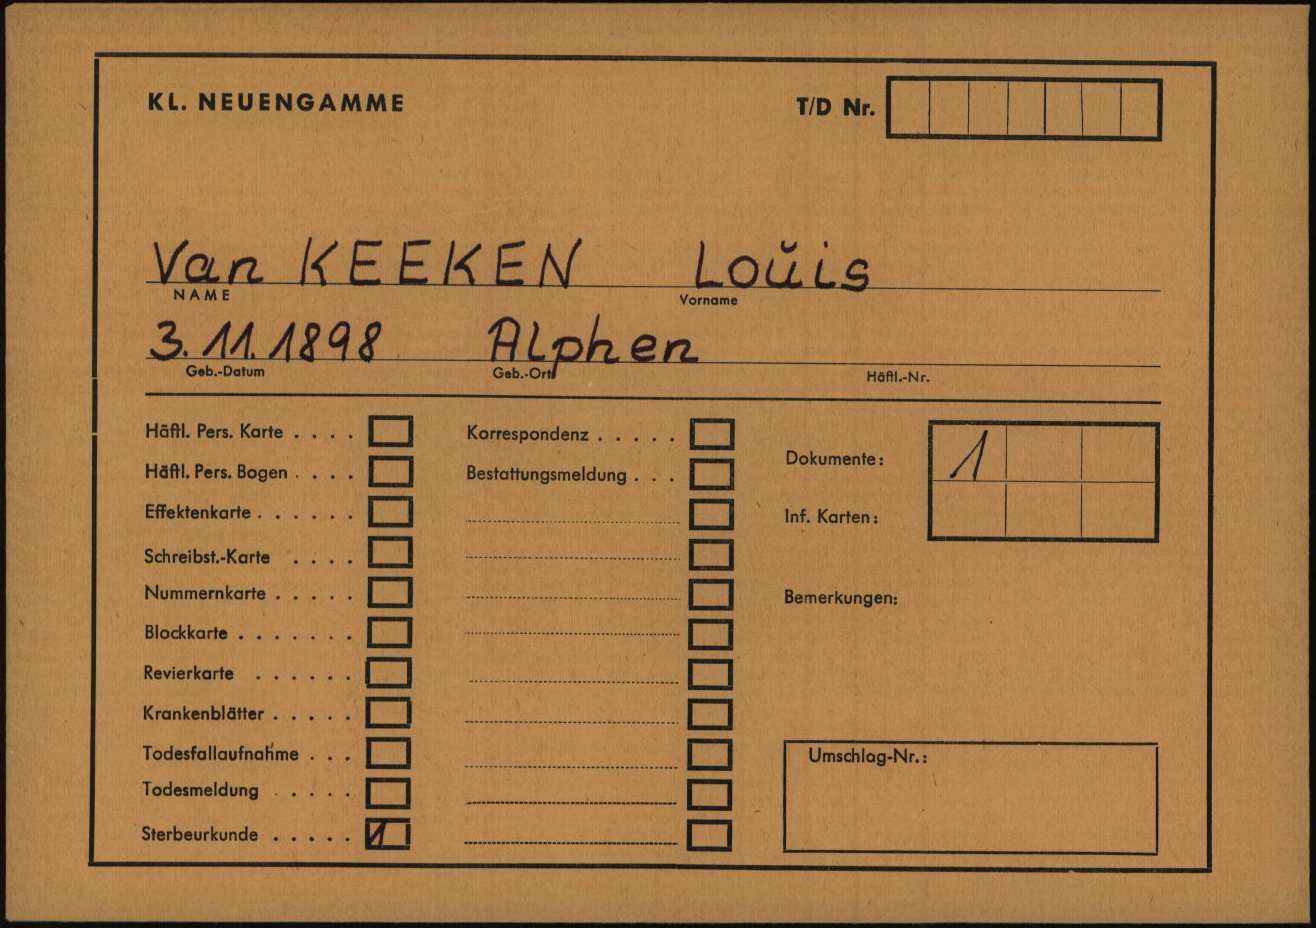 KL. NEUENGAMME
T/D Nr.
Van KEEKEN Louis
NAME Vorname
3.11.1898 Alphen
Geb.-Datum Geb.-Ort Häftl.-Nr.
Häftl. Pers. Karte . . . . Korrespondenz . . . . . Dokumente: 1
Häftl. Pers. Bogen . . . . Bestattungsmeldung . . .
Effektenkarte . . . . . . Inf. Karten:
Schreibst.-Karte . . . .
Nummernkarte . . . . . Bemerkungen:
Blockkarte . . . . . . .
Revierkarte . . . . . .
Krankenblätter . . . . .
Todesfallaufnahme . . . Umschlag-Nr.:
Todesmeldung . . . . .
Sterbeurkunde . . . . . 1